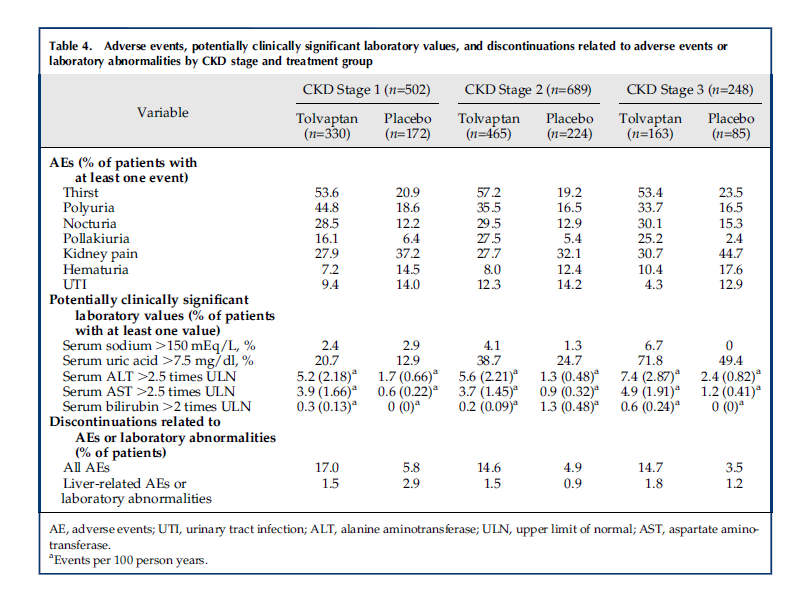 Table 4. Adverse events, potentially clinically significant laboratory values, and discontinuations related to adverse events or
laboratory abnormalities by CKD stage and treatment group
CKD Stage 1 (n=502) CKD Stage 2 (n=689) CKD Stage 3 (n=248)
Variable
Tolvaptan Placebo Tolvaptan Placebo Tolvaptan Placebo
(n=330) (n=172) (n=465) (n=224) (n=163) (n=85)
AEs (% of patients with
at least one event)
Thirst 53.6 20.9 57.2 19.2 53.4 23.5
Polyuria 44.8 18.6 35.5 16.5 33.7 16.5
Nocturia 28.5 12.2 29.5 12.9 30.1 15.3
Pollakiuria 16.1 6.4 27.5 5.4 25.2 2.4
Kidney pain 27.9 37.2 27.7 32.1 30.7 44.7
Hematuria 7.2 14.5 8.0 12.4 10.4 17.6
UTI 9.4 14.0 12.3 14.2 4.3 12.9
Potentially clinically significant
laboratory values (% of patients
with at least one value)
Serum sodium >150 mEq/L, % 2.4 2.9 4.1 1.3 6.7 0
Serum uric acid >7.5 mg/dl, % 20.7 12.9 38.7 24.7 71.8 49.4
Serum ALT >2.5 times ULN 5.2 (2.18)a 1.7 (0.66)a 5.6 (2.21)a 1.3 (0.48)a 7.4 (2.87)a 2.4 (0.82)a
Serum AST >2.5 times ULN 3.9 (1.66)a 0.6 (0.22)a 3.7 (1.45)a 0.9 (0.32)a 4.9 (1.91)a 1.2 (0.41)a
Serum bilirubin >2 times ULN 0.3 (0.13)a 0 (0)a 0.2 (0.09)a 1.3 (0.48)a 0.6 (0.24)a 0 (0)a
Discontinuations related to
AEs or laboratory abnormalities
(% of patients)
All AEs 17.0 5.8 14.6 4.9 14.7 3.5
Liver-related AEs or 1.5 2.9 1.5 0.9 1.8 1.2
laboratory abnormalities
AE, adverse events; UTI, urinary tract infection; ALT, alanine aminotransferase; ULN, upper limit of normal; AST, aspartate amino-
transferase.
aEvents per 100 person years.